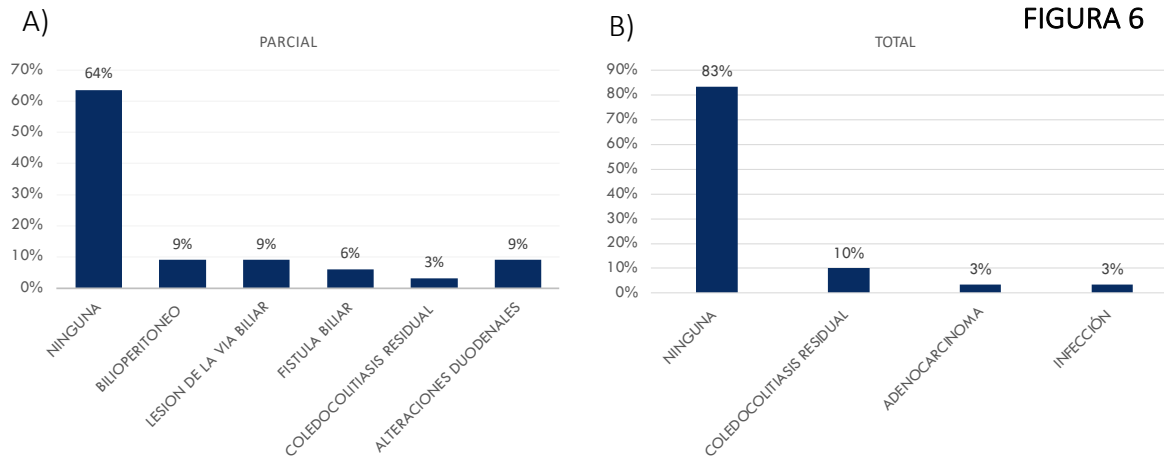 A)
PARCIAL
70%
60%
50%
40%
30%
20%
10%
0%
64%
9%
9%
6%
3%
9%
NINGUNA
BILIOPERITONEO
LESION DE LA VIA BILIAR
FISTULA BILIAR
COLEDOCOLITIASIS RESIDUAL
ALTERACIONES DUODENALES
B)
FIGURA 6
TOTAL
90%
80%
70%
60%
50%
40%
30%
20%
10%
0%
83%
10%
3%
3%
NINGUNA
COLEDOCOLITIASIS RESIDUAL
ADENOCARCINOMA
INFECCIÓN